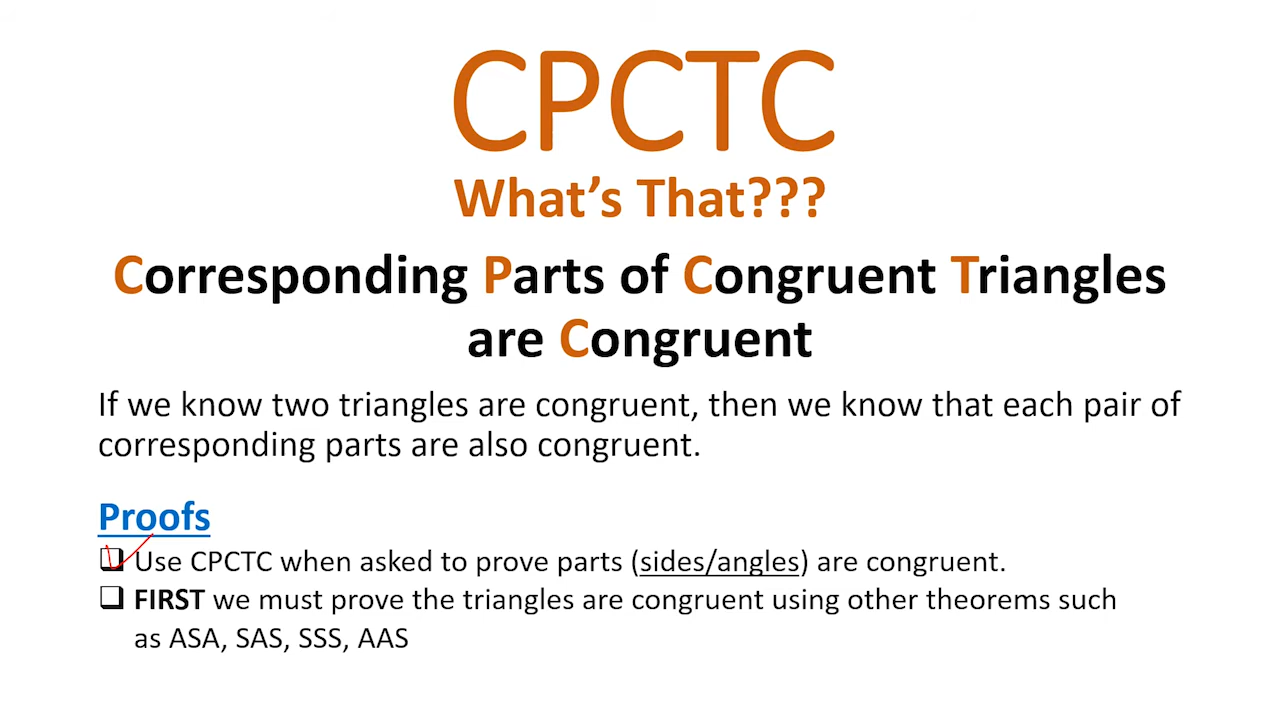 CPCTC
What's That???
Corresponding Parts of Congruent Triangles
are Congruent
If we know two triangles are congruent, then we know that each pair of
corresponding parts are also congruent.
Proofs
❑ Use CPCTC when asked to prove parts (sides/angles) are congruent.
❑ FIRST we must prove the triangles are congruent using other theorems such
as ASA, SAS, SSS, AAS